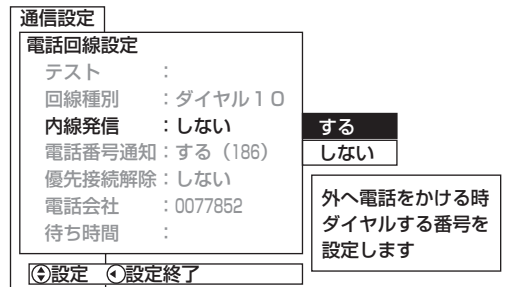 通信設定
電話回線設定
テスト　　　：
回線種別　　：ダイヤル１０
内線発信　　：しない
電話番号通知：する（186）
優先接続解除：しない
電話会社　　：0077852
待ち時間　　：
する
しない
外へ電話をかける時
ダイヤルする番号を
設定します
設定　設定終了